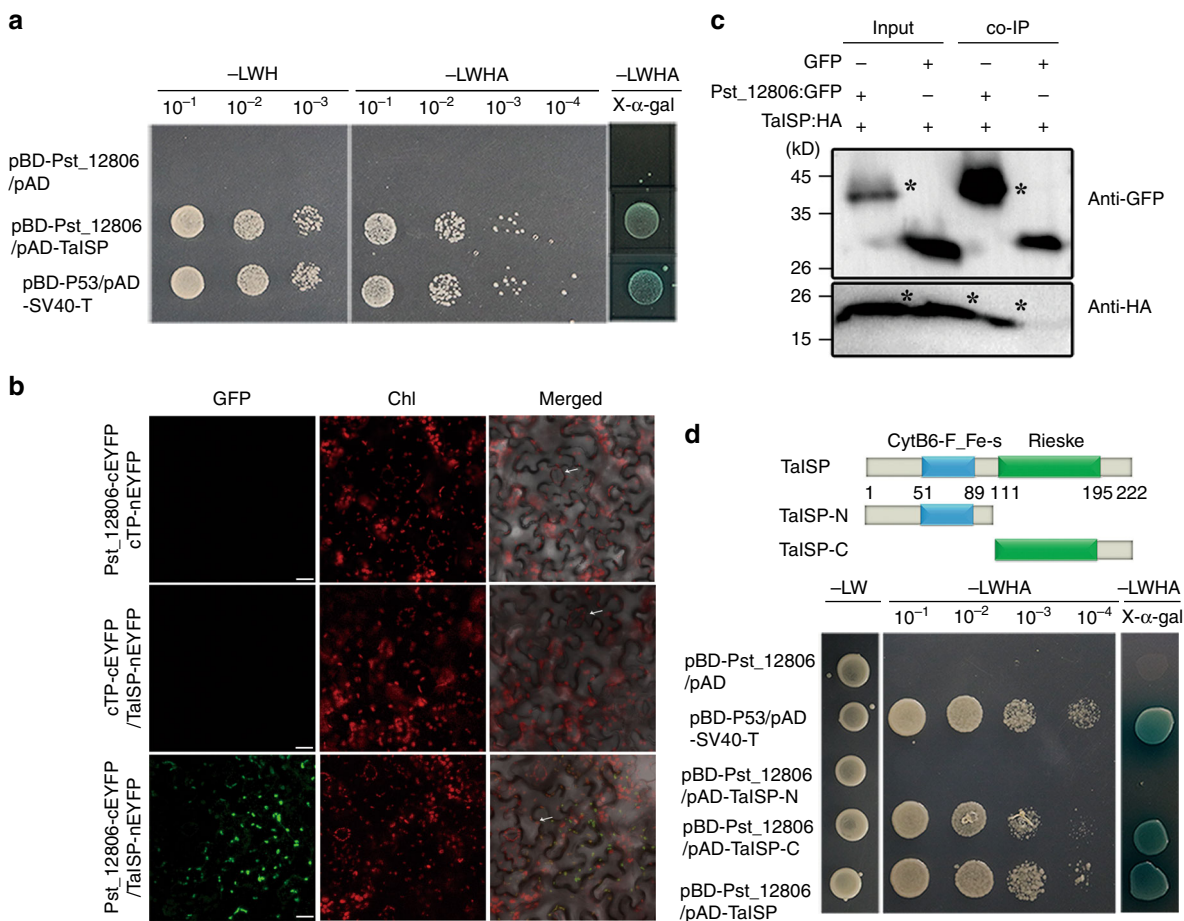 a
–LWH –LWHA –LWHA
10⁻¹ 10⁻² 10⁻³ 10⁻¹ 10⁻² 10⁻³ 10⁻⁴ X-α-gal
pBD-Pst_12806
/pAD
pBD-Pst_12806
/pAD-TaISP
pBD-P53/pAD
-SV40-T
b
GFP Chl Merged
Pst_12806-cEYFP
cTP-nEYFP
cTP-cEYFP
/TaISP-nEYFP
Pst_12806-cEYFP
/TaISP-nEYFP
c
Input co-IP
GFP – + – +
Pst_12806:GFP + – + –
TaISP:HA + + + +
(kD)
45
35
26
* *
Anti-GFP
26
15
* * *
Anti-HA
d
CytB6-F_Fe-s Rieske
TaISP
1 51 89 111 195 222
TaISP-N
TaISP-C
–LW –LWHA –LWHA
10⁻¹ 10⁻² 10⁻³ 10⁻⁴ X-α-gal
pBD-Pst_12806
/pAD
pBD-P53/pAD
-SV40-T
pBD-Pst_12806
/pAD-TaISP-N
pBD-Pst_12806
/pAD-TaISP-C
pBD-Pst_12806
/pAD-TaISP